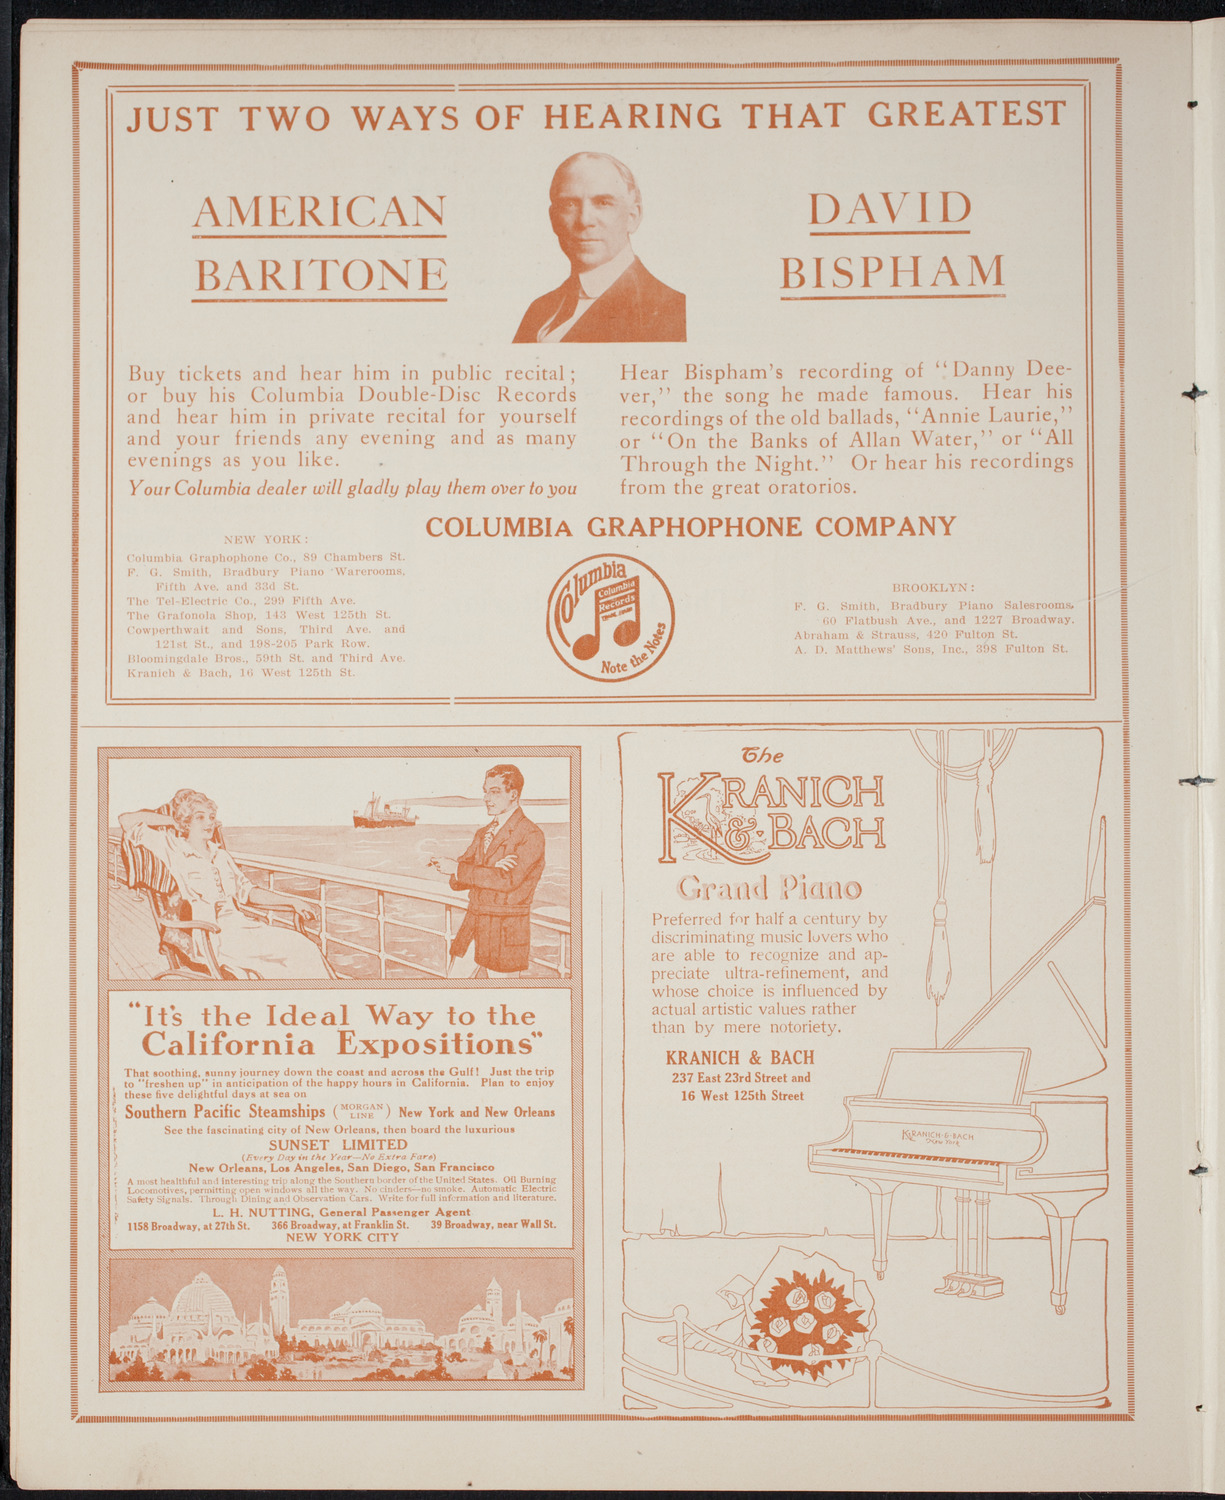 JUST TWO WAYS OF HEARING THAT GREATEST
AMERICAN
BARITONE
DAVID
BISPHAM
Buy tickets and hear him in public recital;
or buy his Columbia Double-Disc Records
and hear him in private recital for yourself
and your friends any evening and as many
evenings as you like.
Your Columbia dealer will gladly play them over to you
Hear Bispham's recording of "Danny Dee-
ver," the song he made famous. Hear his
recordings of the old ballads, "Annie Laurie,"
or "On the Banks of Allan Water," or "All
Through the Night." Or hear his recordings
from the great oratorios.
COLUMBIA GRAPHOPHONE COMPANY
NEW YORK:
Columbia Graphophone Co., 89 Chambers St.
F. G. Smith, Bradbury Piano Warerooms,
Fifth Ave. and 33d St.
The Tel-Electric Co., 299 Fifth Ave.
The Grafonola Shop, 143 West 125th St.
Cowperthwait and Sons, Third Ave. and
121st St., and 198-205 Park Row.
Bloomingdale Bros., 59th St. and Third Ave.
Kranich & Bach, 16 West 125th St.
Columbia
Columbia
Records
Note the Notes
BROOKLYN:
F. G. Smith, Bradbury Piano Salesrooms,
60 Flatbush Ave., and 1227 Broadway.
Abraham & Strauss, 420 Fulton St.
A. D. Matthews' Sons, Inc., 398 Fulton St.
"It's the Ideal Way to the
California Expositions"
That soothing, sunny journey down the coast and across the Gulf! Just the trip
to "freshen up" in anticipation of the happy hours in California. Plan to enjoy
these five delightful days at sea on
Southern Pacific Steamships (MORGAN LINE) New York and New Orleans
See the fascinating city of New Orleans, then board the luxurious
SUNSET LIMITED
(Every Day in the Year—No Extra Fare)
New Orleans, Los Angeles, San Diego, San Francisco
A most healthful and interesting trip along the Southern border of the United States. Oil Burning
Locomotives, permitting open windows all the way. No cinders—no smoke. Automatic Electric
Safety Signals. Through Dining and Observation Cars. Write for full information and literature.
L. H. NUTTING, General Passenger Agent
1158 Broadway, at 27th St. 366 Broadway, at Franklin St. 39 Broadway, near Wall St.
NEW YORK CITY
The
KRANICH
& BACH
Grand Piano
Preferred for half a century by
discriminating music lovers who
are able to recognize and ap-
preciate ultra-refinement, and
whose choice is influenced by
actual artistic values rather
than by mere notoriety.
KRANICH & BACH
237 East 23rd Street and
16 West 125th Street
KRANICH-&-BACH
New York